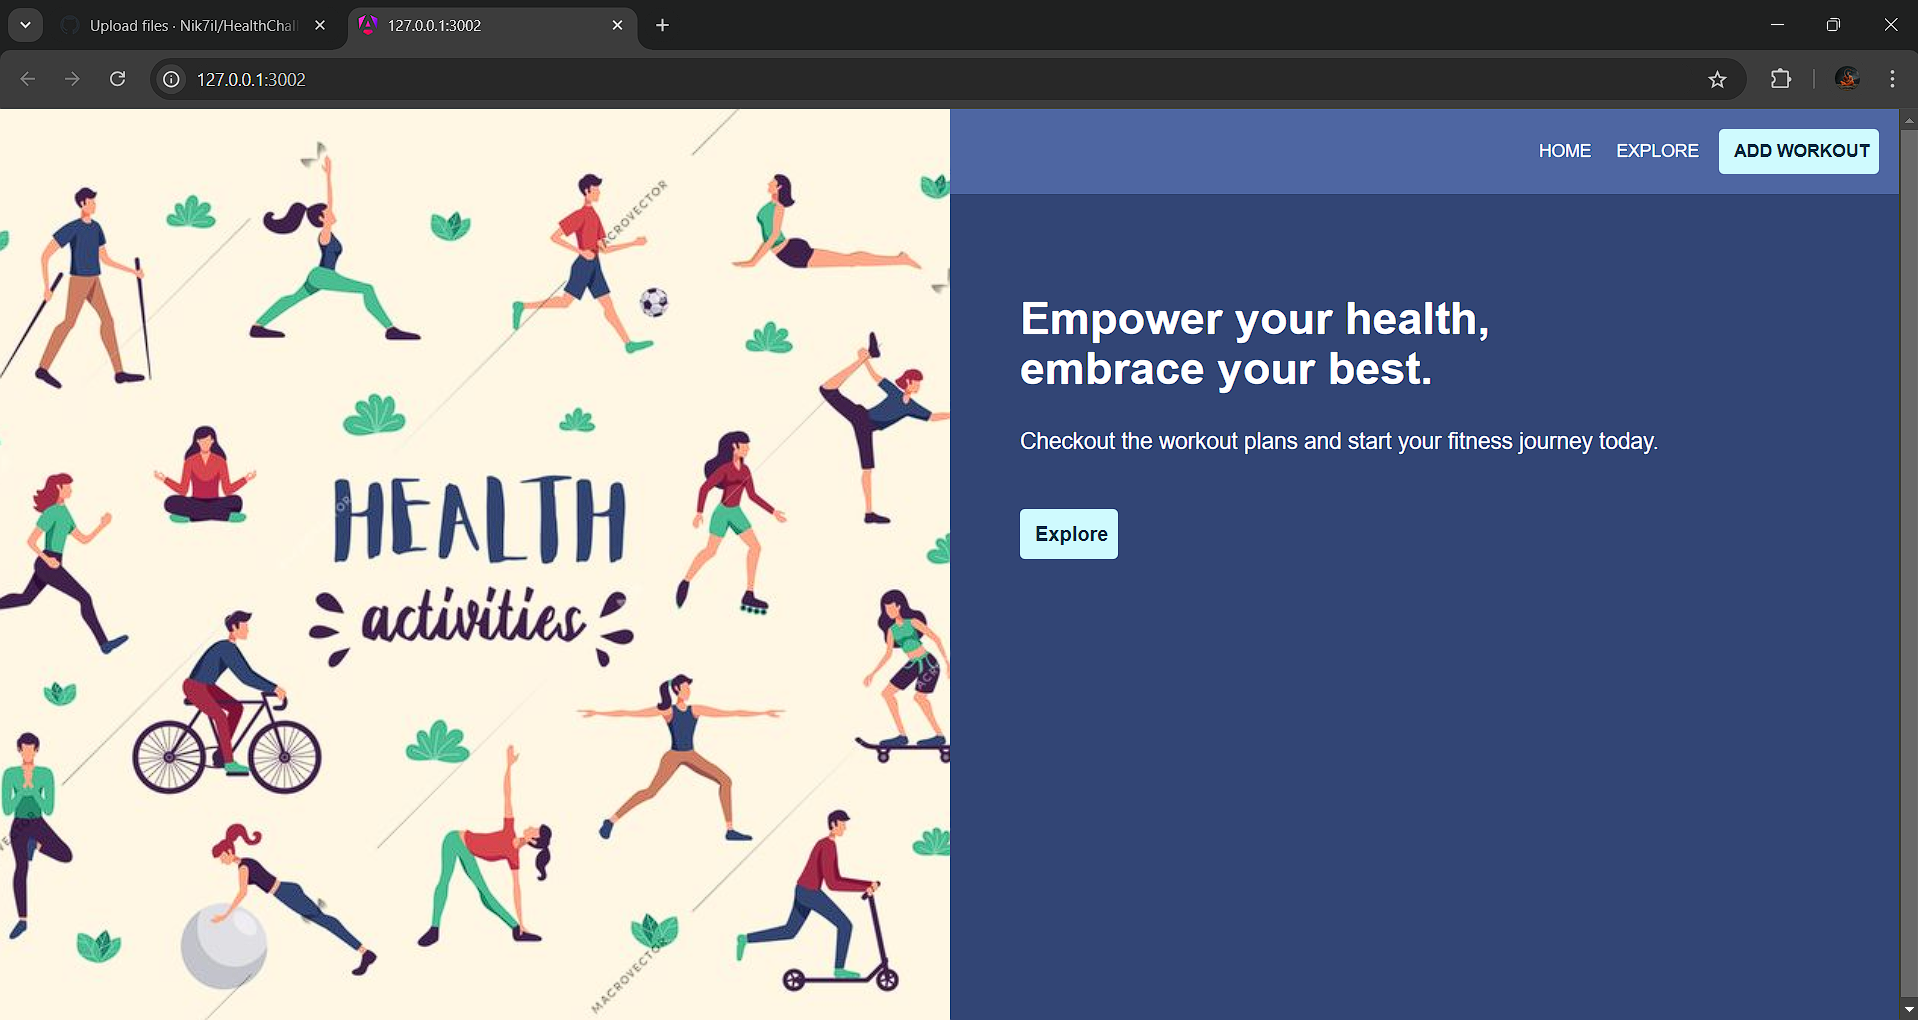 Upload files · Nik7il/HealthChal
127.0.0.1:3002
127.0.0.1:3002
HOME
EXPLORE
ADD WORKOUT
MACROVECTOR
HEALTH
activities
MACROVECTOR
Empower your health,
embrace your best.
Checkout the workout plans and start your fitness journey today.
Explore